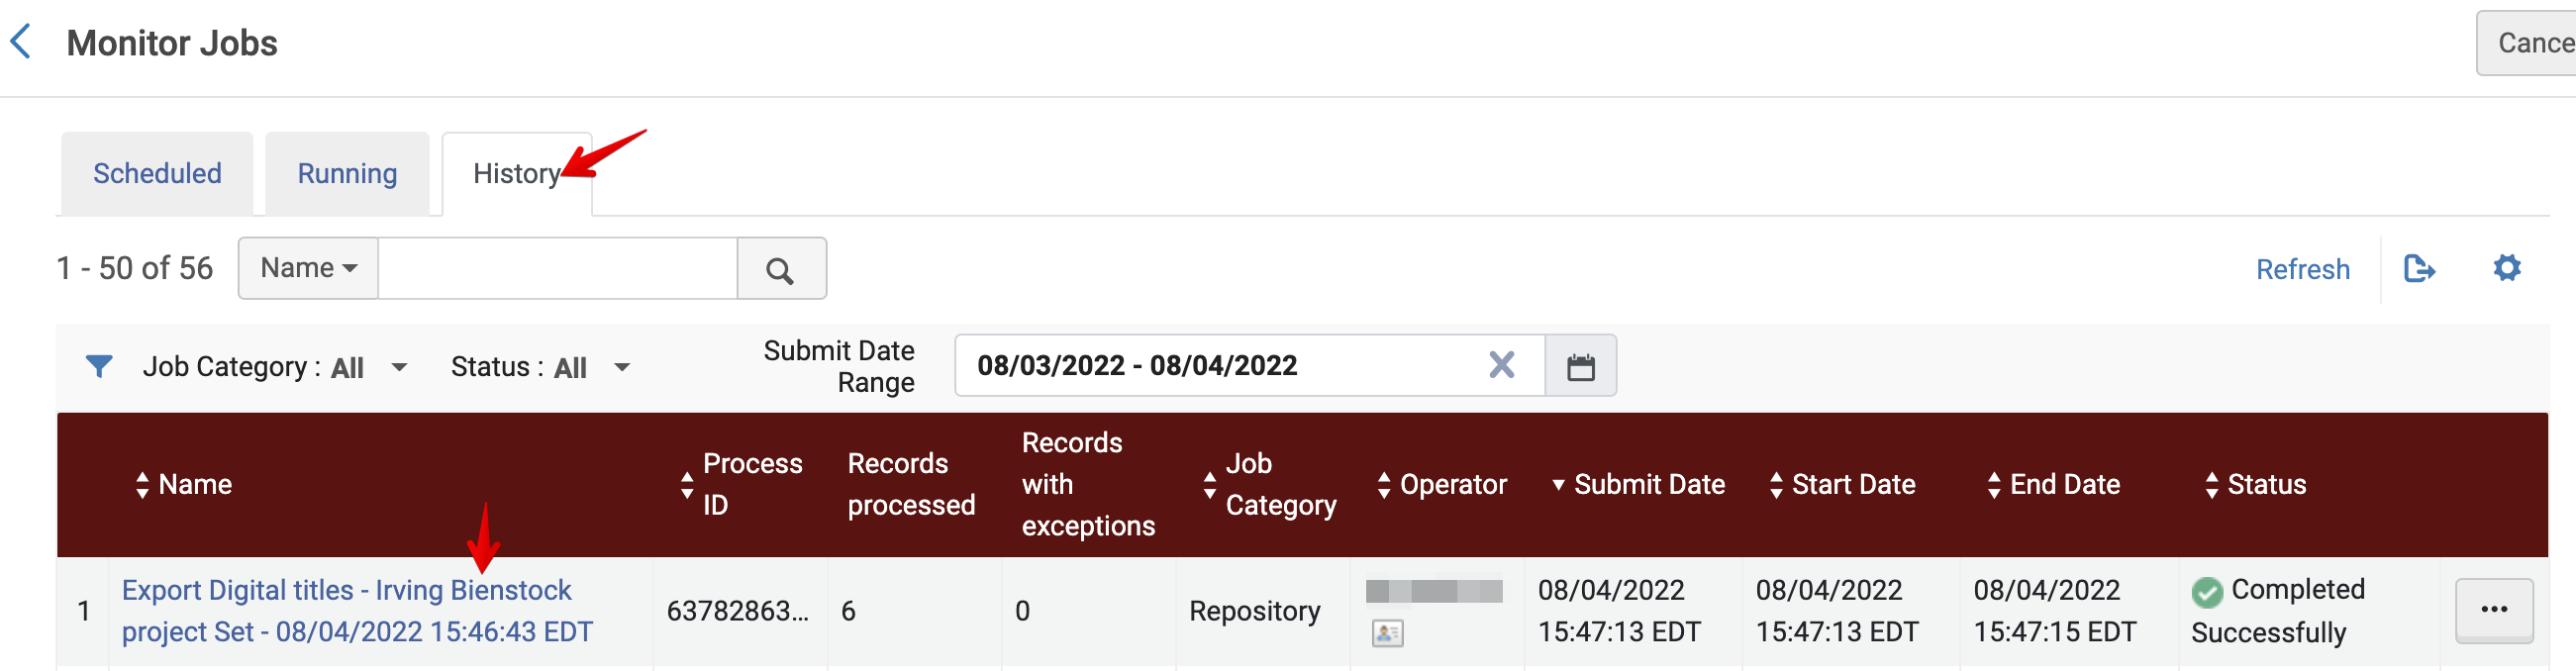 Monitor Jobs
Cance
Scheduled
Running
History
1 - 50 of 56
Name
Refresh
Job Category : All
Status : All
Submit Date
Range
08/03/2022 - 08/04/2022
Name
Process
ID
Records
processed
Records
with
exceptions
Job
Category
Operator
Submit Date
Start Date
End Date
Status
1
Export Digital titles - Irving Bienstock
project Set - 08/04/2022 15:46:43 EDT
63782863...
6
0
Repository
08/04/2022
15:47:13 EDT
08/04/2022
15:47:13 EDT
08/04/2022
15:47:15 EDT
Completed
Successfully